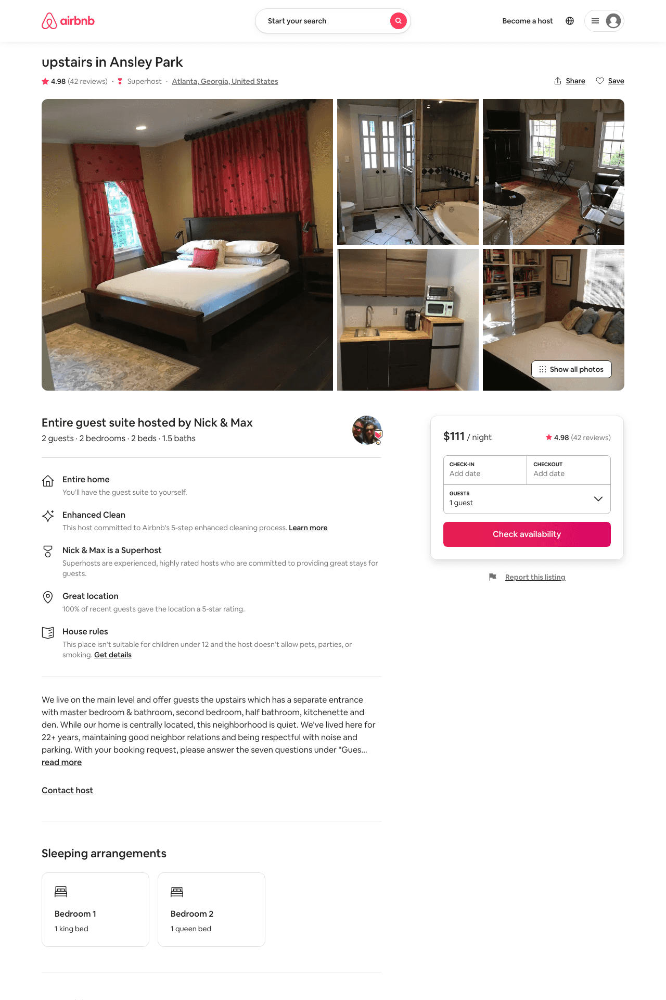 airbnb
Start your search
Become a host
upstairs in Ansley Park
4.98 (42 reviews) · Superhost · Atlanta, Georgia, United States
Share
Save
Show all photos
Entire guest suite hosted by Nick & Max
2 guests · 2 bedrooms · 2 beds · 1.5 baths
Entire home
You’ll have the guest suite to yourself.
Enhanced Clean
This host committed to Airbnb's 5-step enhanced cleaning process. Learn more
Nick & Max is a Superhost
Superhosts are experienced, highly rated hosts who are committed to providing great stays for
guests.
Great location
100% of recent guests gave the location a 5-star rating.
House rules
This place isn’t suitable for children under 12 and the host doesn’t allow pets, parties, or
smoking. Get details
$111 / night
4.98 (42 reviews)
CHECK-IN
Add date
CHECKOUT
Add date
GUESTS
1 guest
Check availability
Report this listing
We live on the main level and offer guests the upstairs which has a separate entrance
with master bedroom & bathroom, second bedroom, half bathroom, kitchenette and
den. While our home is centrally located, this neighborhood is quiet. We've lived here for
22+ years, maintaining good neighbor relations and being respectful with noise and
parking. With your booking request, please answer the seven questions under "Gues...
read more
Contact host
Sleeping arrangements
Bedroom 1
1 king bed
Bedroom 2
1 queen bed